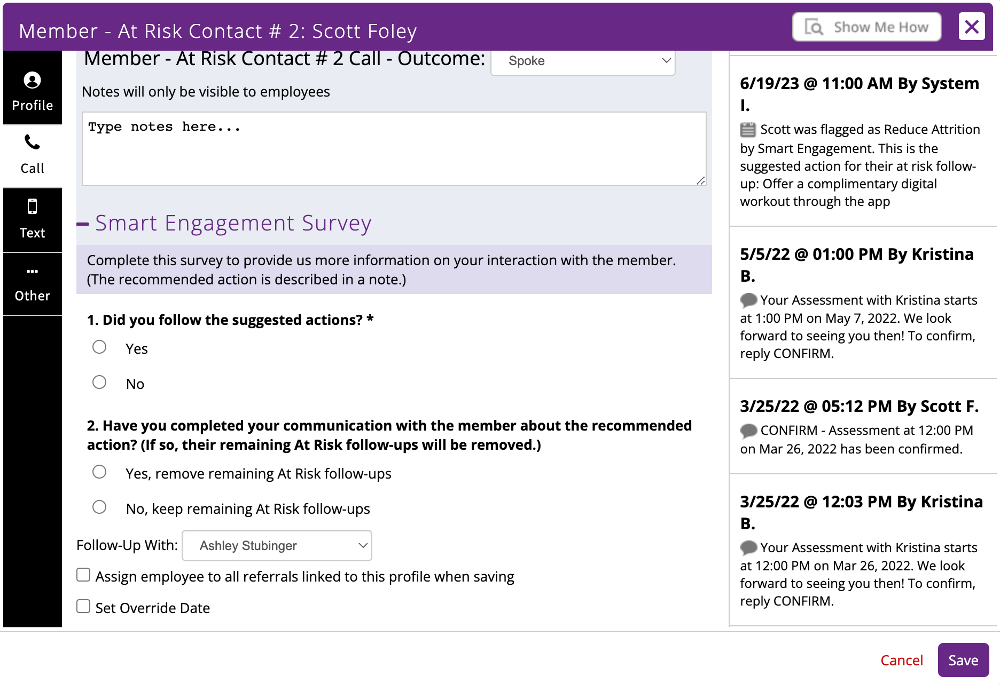 Member - At Risk Contact # 2: Scott Foley
Show Me How
Profile
Call
Text
Other
Member - At Risk Contact # 2 Call - Outcome:
Spoke
Notes will only be visible to employees
Type notes here...
Smart Engagement Survey
Complete this survey to provide us more information on your interaction with the member.
(The recommended action is described in a note.)
1. Did you follow the suggested actions? *
Yes
No
2. Have you completed your communication with the member about the recommended
action? (If so, their remaining At Risk follow-ups will be removed.)
Yes, remove remaining At Risk follow-ups
No, keep remaining At Risk follow-ups
Follow-Up With:
Ashley Stubinger
Assign employee to all referrals linked to this profile when saving
Set Override Date
6/19/23 @ 11:00 AM By System
I.
Scott was flagged as Reduce Attrition
by Smart Engagement. This is the
suggested action for their at risk follow-
up: Offer a complimentary digital
workout through the app
5/5/22 @ 01:00 PM By Kristina
B.
Your Assessment with Kristina starts
at 1:00 PM on May 7, 2022. We look
forward to seeing you then! To confirm,
reply CONFIRM.
3/25/22 @ 05:12 PM By Scott F.
CONFIRM - Assessment at 12:00 PM
on Mar 26, 2022 has been confirmed.
3/25/22 @ 12:03 PM By Kristina
B.
Your Assessment with Kristina starts
at 12:00 PM on Mar 26, 2022. We look
forward to seeing you then! To confirm,
reply CONFIRM.
Cancel
Save